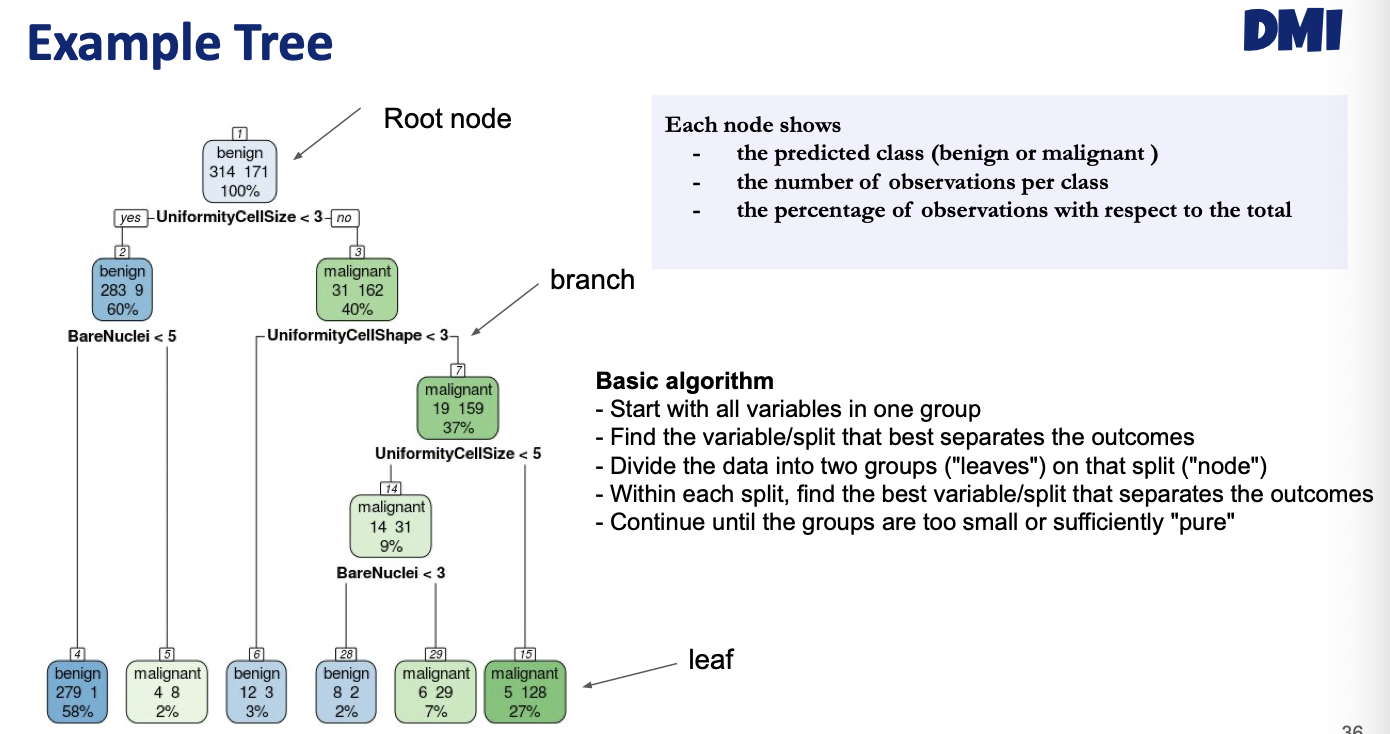 Example Tree
DMI
Root node
1
benign
314 171
100%
yes UniformityCellSize < 3 no
Each node shows
- the predicted class (benign or malignant )
- the number of observations per class
- the percentage of observations with respect to the total
2
benign
283 9
60%
BareNuclei < 5
3
malignant
31 162
40%
UniformityCellShape < 3
branch
7
malignant
19 159
37%
UniformityCellSize < 5
14
malignant
14 31
9%
BareNuclei < 3
Basic algorithm
- Start with all variables in one group
- Find the variable/split that best separates the outcomes
- Divide the data into two groups ("leaves") on that split ("node")
- Within each split, find the best variable/split that separates the outcomes
- Continue until the groups are too small or sufficiently "pure"
4
benign
279 1
58%
5
malignant
4 8
2%
6
benign
12 3
3%
28
benign
8 2
2%
29
malignant
6 29
7%
15
malignant
5 128
27%
leaf
36